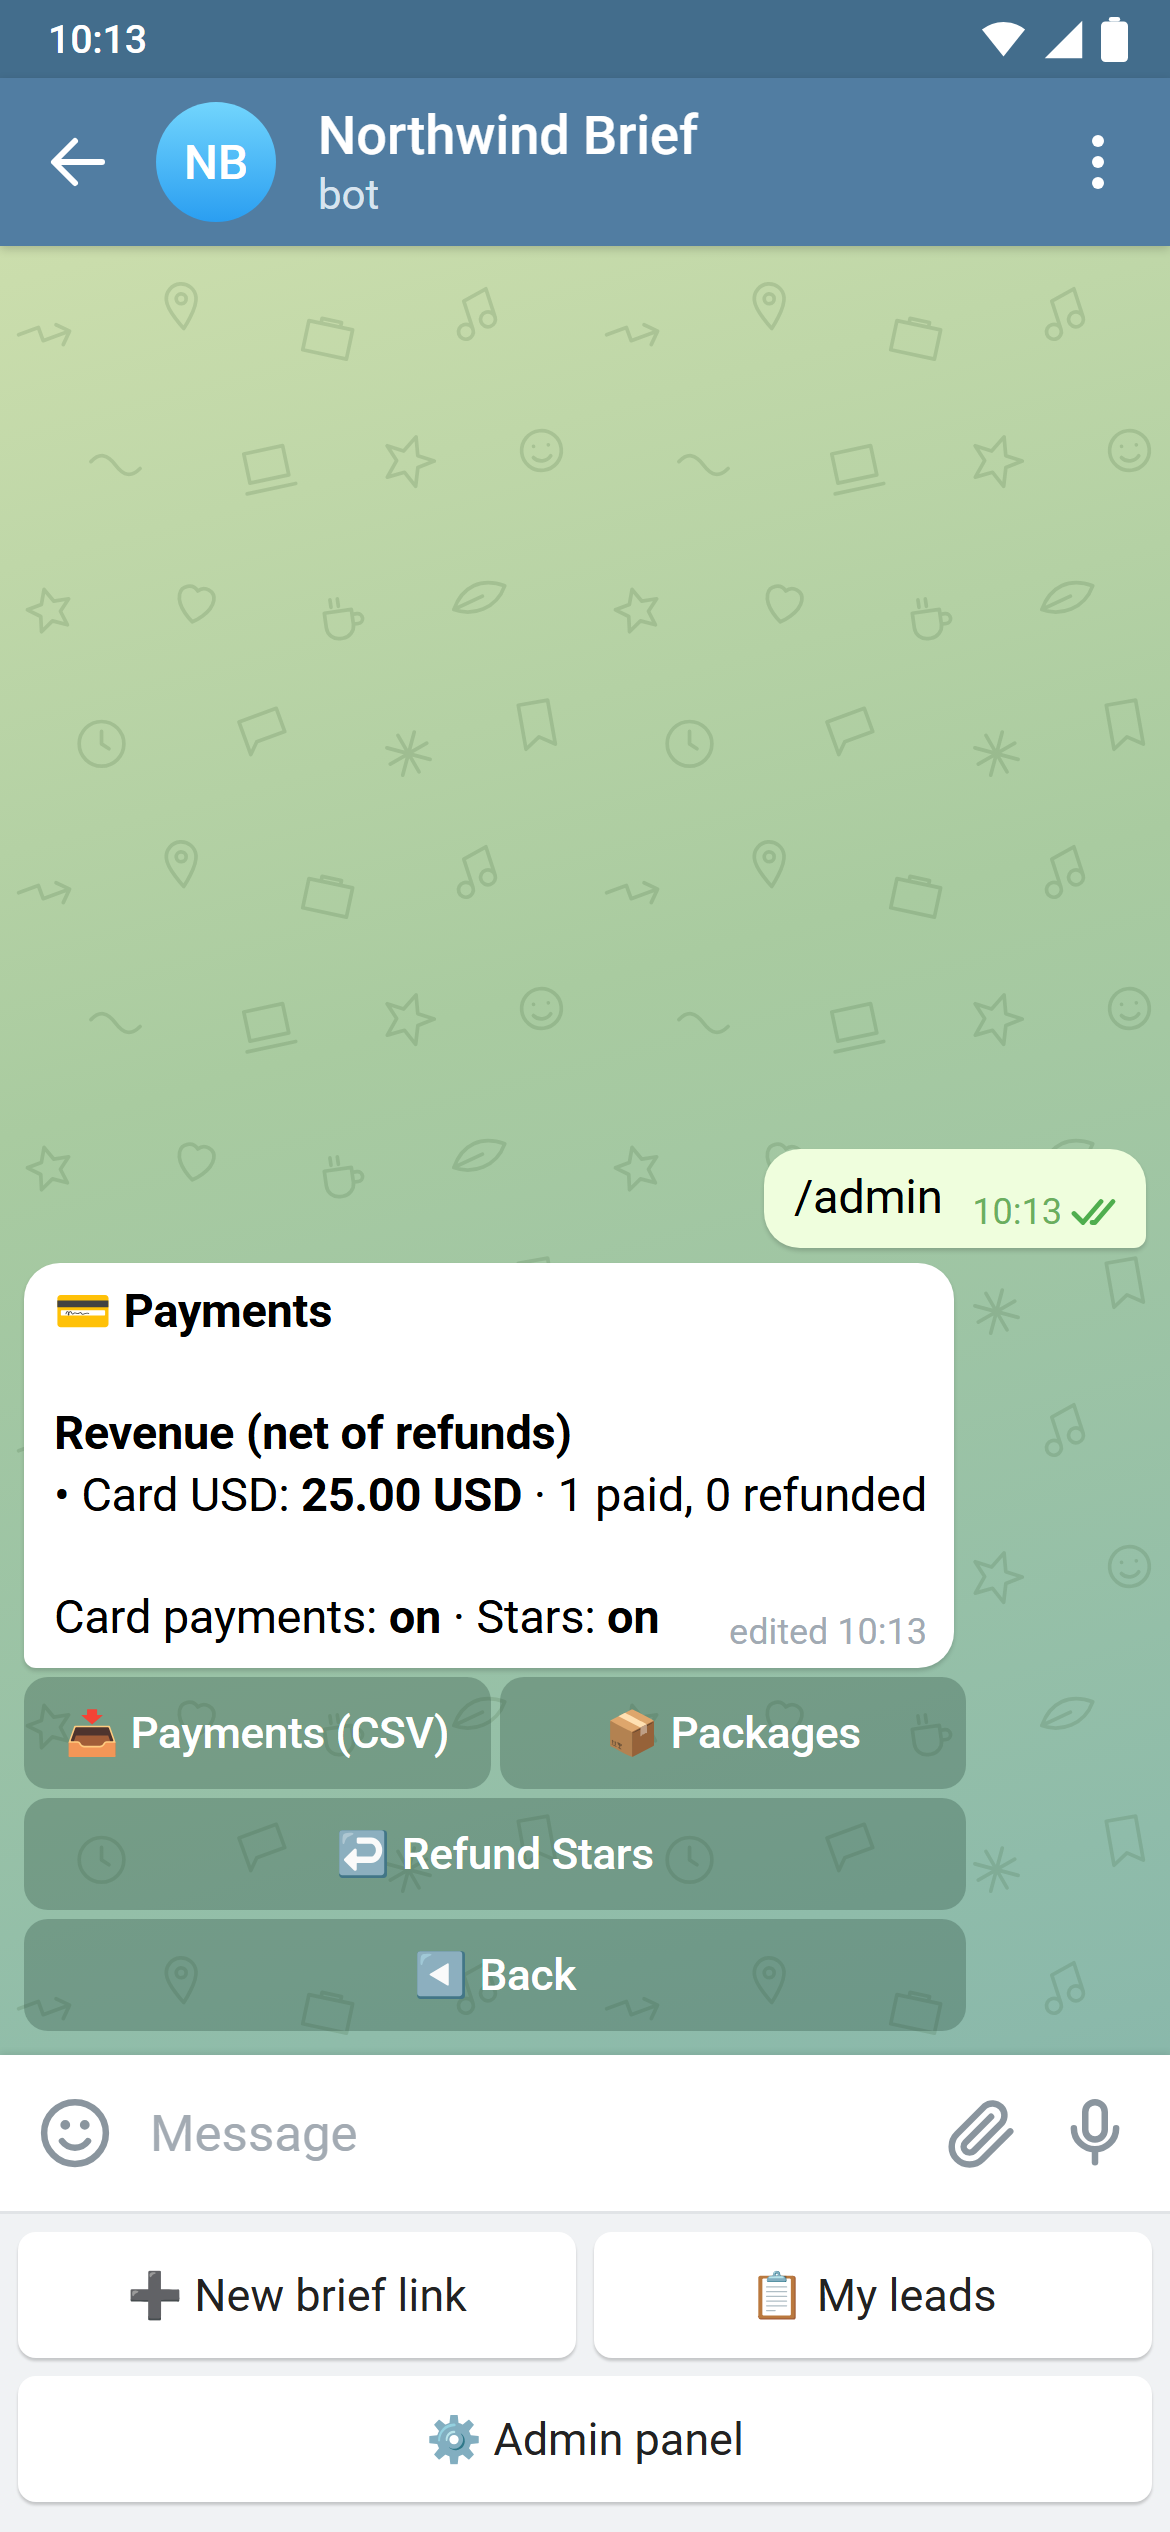 10:13
NB
Northwind Brief
bot
/admin 10:13
💳 Payments
Revenue (net of refunds)
• Card USD: 25.00 USD · 1 paid, 0 refunded
Card payments: on · Stars: on
edited 10:13
📥 Payments (CSV)
📦 Packages
↩️ Refund Stars
◀️ Back
Message
➕ New brief link
📋 My leads
⚙️ Admin panel